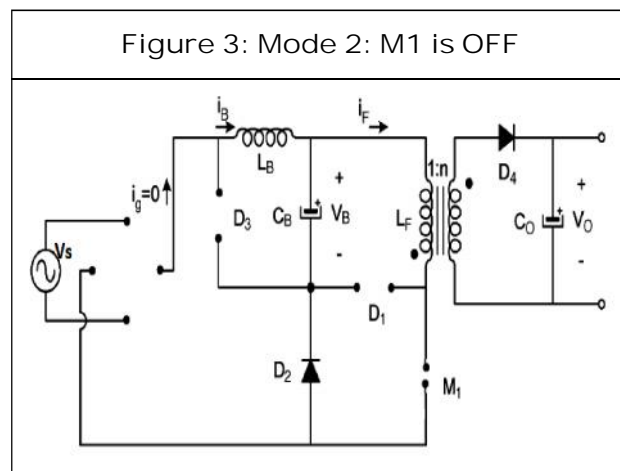 Figure 3: Mode 2: M1 is OFF
iB
iF
LB
1:n
D4
ig=0
D3
CB
+
VB
-
LF
CO
+
VO
-
Vs
D1
D2
M1